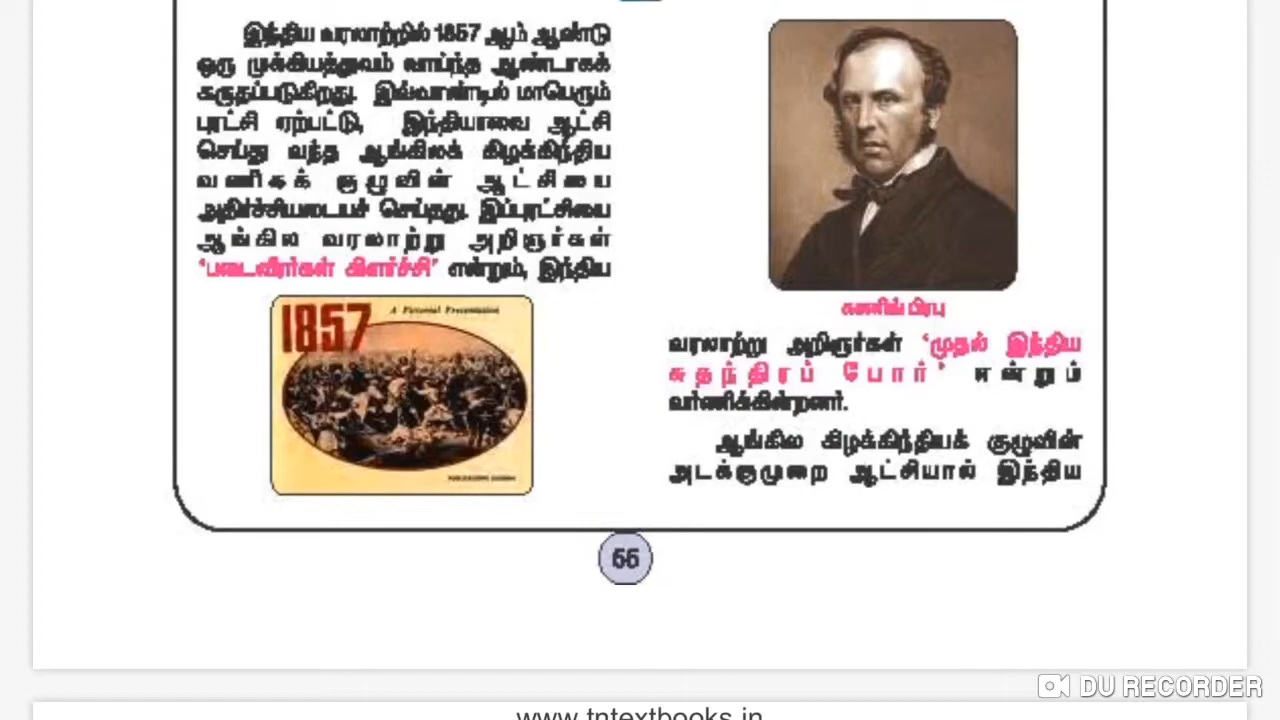 இந்திய வரலாற்றில் 1857 ஆம் ஆண்டு
ஒரு முக்கியத்துவம் வாய்ந்த ஆண்டாகக்
கருதப்படுகிறது. இவ்வாண்டில் மாபெரும்
புரட்சி ஏற்பட்டு, இந்தியாவை ஆட்சி
செய்து வந்த ஆங்கிலக் கிழக்கிந்திய
வணிகக் குழுவின் ஆட்சியை
அதிர்ச்சியடையச் செய்தது. இப்புரட்சியை
ஆங்கில வரலாற்று அறிஞர்கள்
‘படைவீரர்கள் கிளர்ச்சி’ என்றும், இந்திய
1857
A Pictorial Presentation
கானிங் பிரபு
வரலாற்று அறிஞர்கள் ‘முதல் இந்திய
சுதந்திரப் போர்’ என்றும்
வர்ணிக்கின்றனர்.
ஆங்கில கிழக்கிந்தியக் குழுவின்
அடக்குமுறை ஆட்சியால் இந்திய
66
DU RECORDER
www.tntextbooks.in